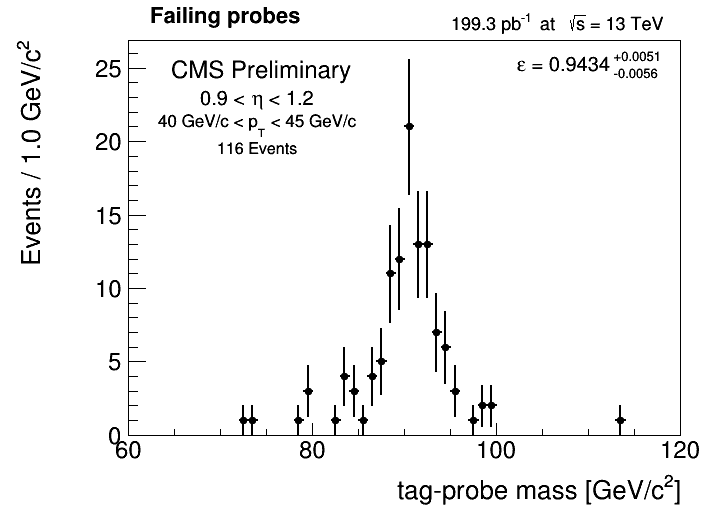 Failing probes
199.3 pb⁻¹ at √s = 13 TeV
CMS Preliminary
ε = 0.9434 +0.0051 -0.0056
0.9 < η < 1.2
40 GeV/c < p_T < 45 GeV/c
116 Events
Events / 1.0 GeV/c²
25
20
15
10
5
0
60 80 100 120
tag-probe mass [GeV/c²]